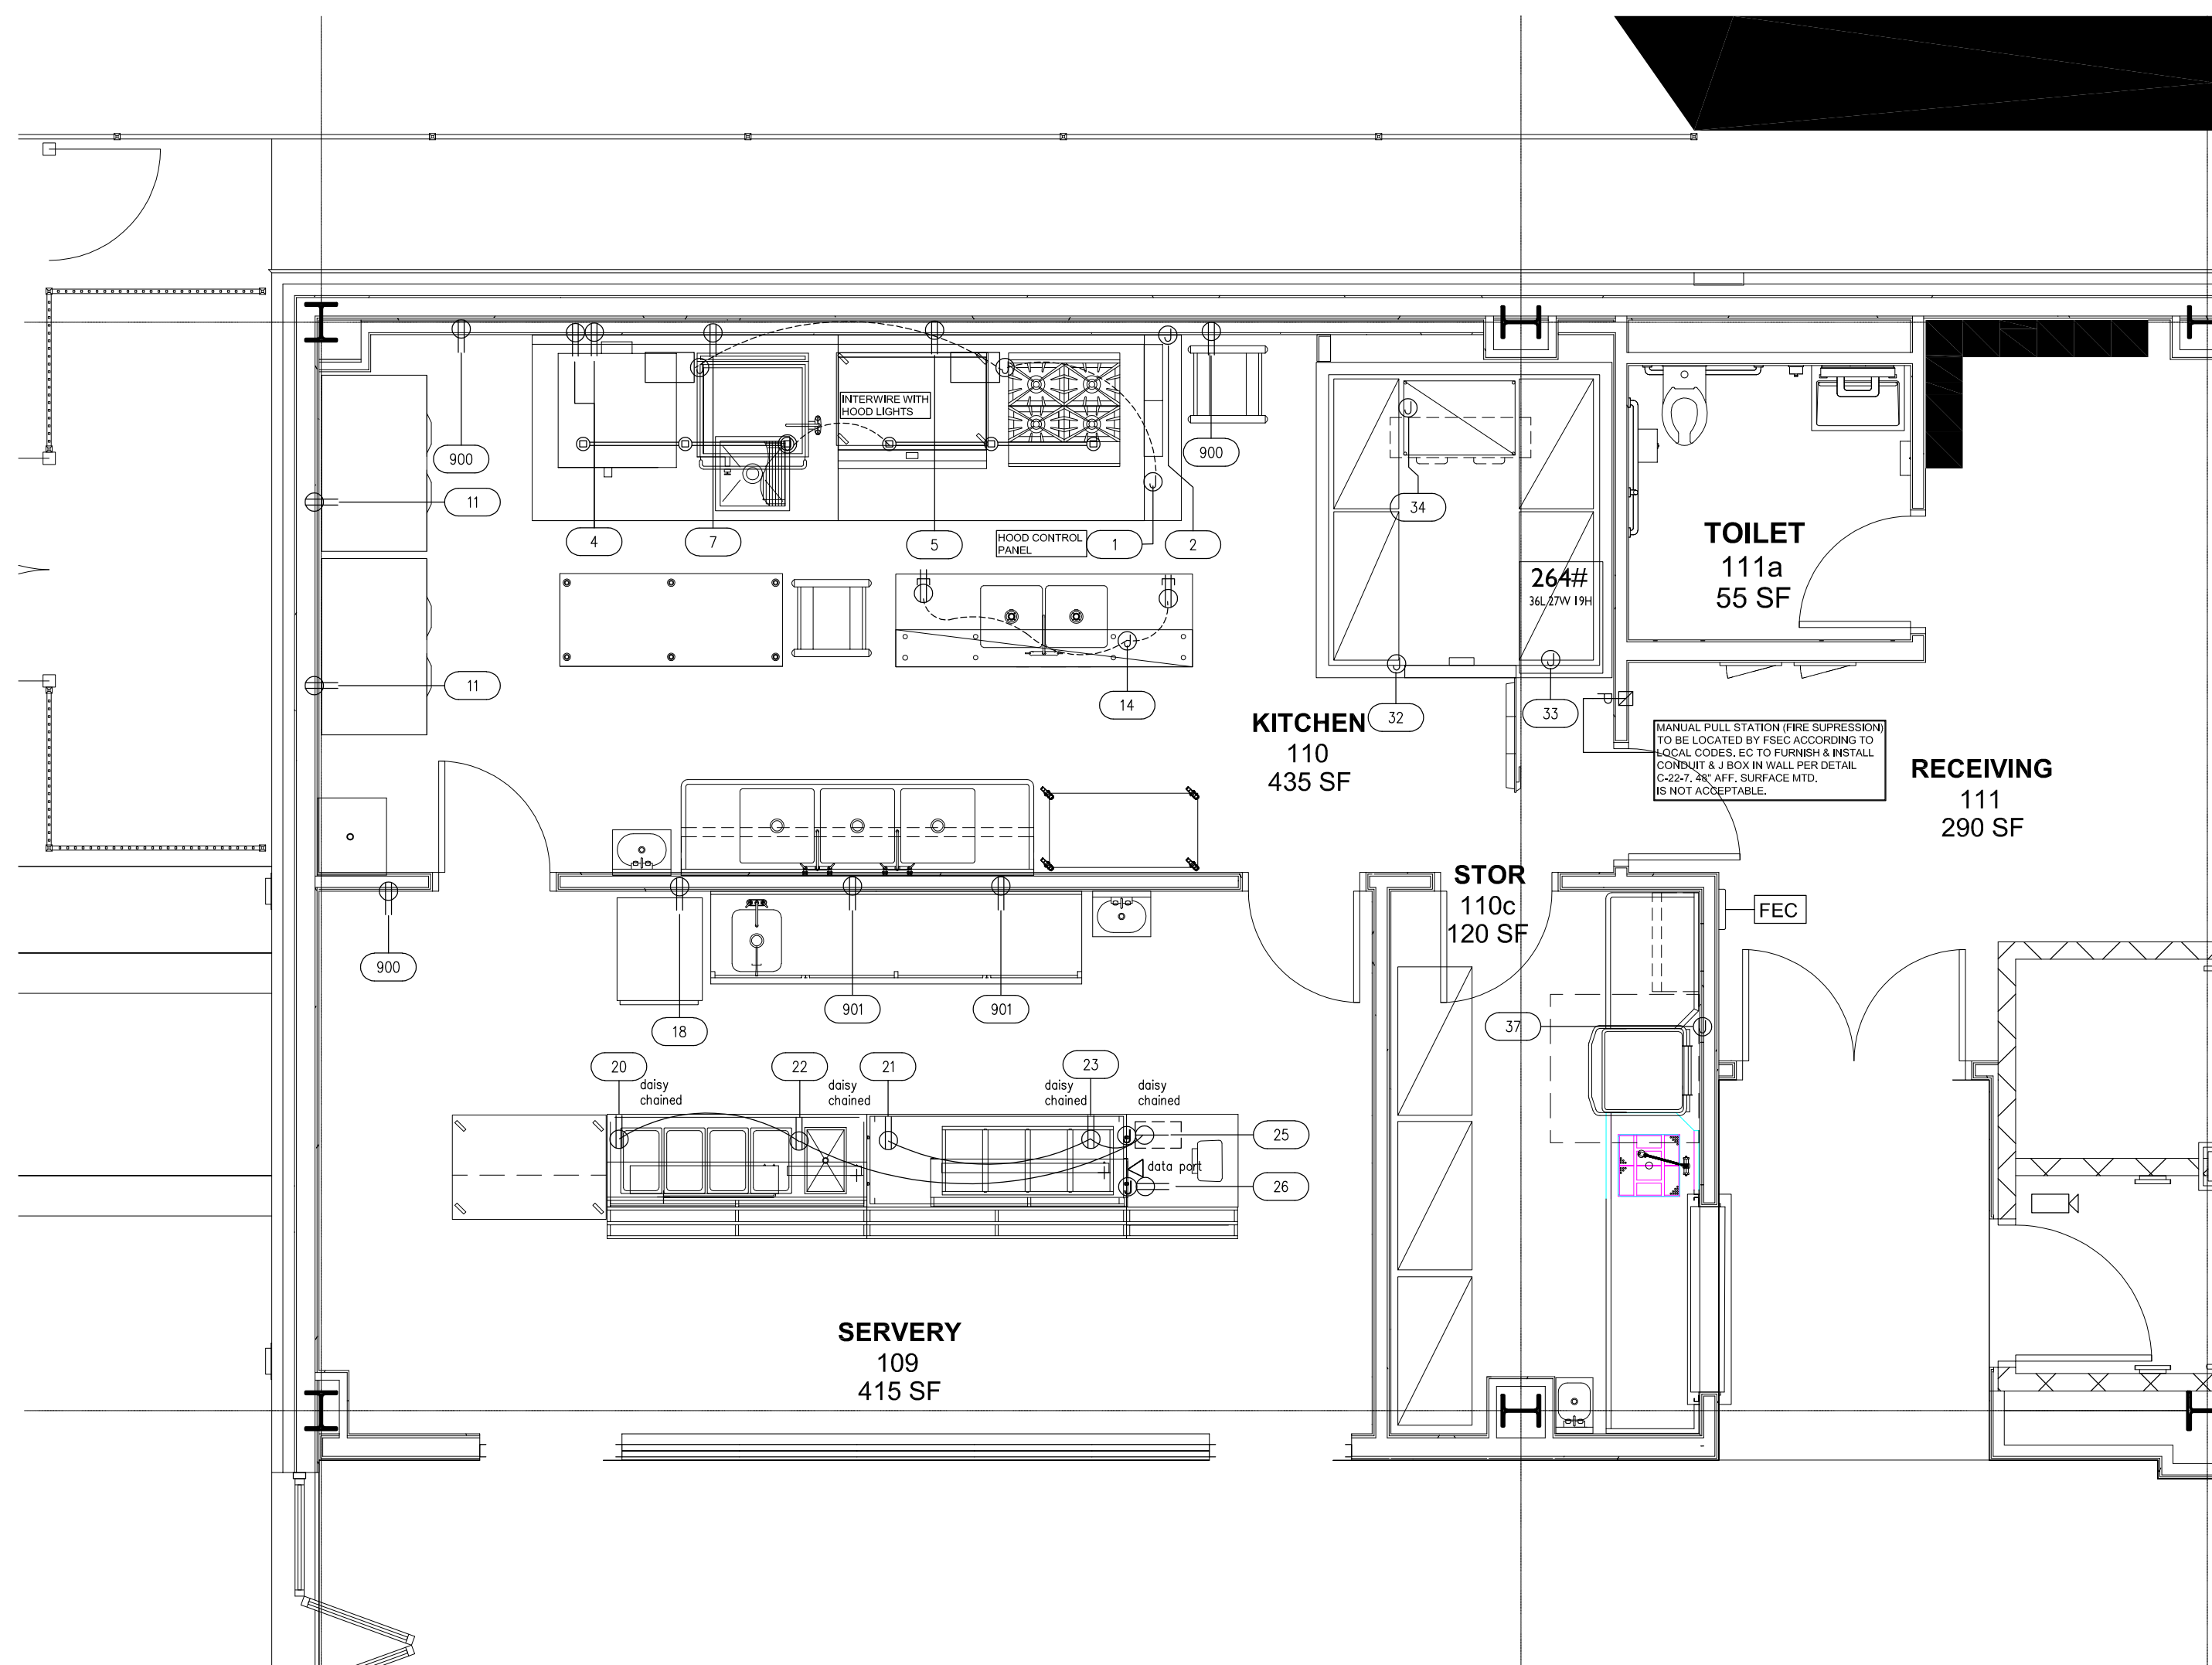 INTERWIRE WITH
HOOD LIGHTS
900
900
11
4
7
5
HOOD CONTROL
PANEL
1
2
34
TOILET
111a
55 SF
264#
36L 27W 19H
11
14
KITCHEN
110
435 SF
32
33
MANUAL PULL STATION (FIRE SUPRESSION)
TO BE LOCATED BY FSEC ACCORDING TO
LOCAL CODES. EC TO FURNISH & INSTALL
CONDUIT & J BOX IN WALL PER DETAIL
C-22-7. 48" AFF. SURFACE MTD.
IS NOT ACCEPTABLE.
RECEIVING
111
290 SF
STOR
110c
120 SF
FEC
900
18
901
901
37
20
daisy
chained
22
daisy
chained
21
23
daisy
chained
daisy
chained
25
data port
26
SERVERY
109
415 SF